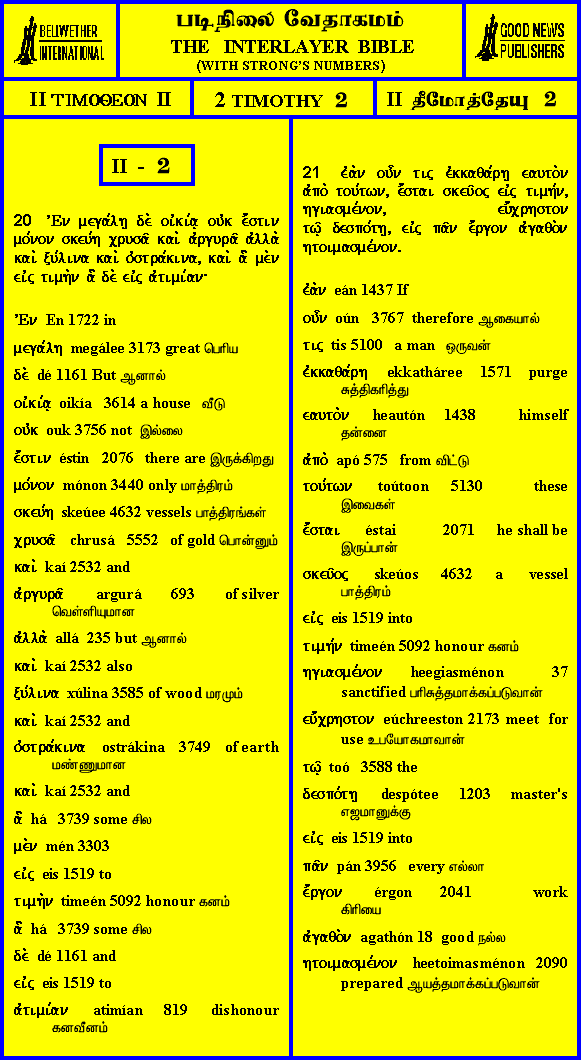 BELLWETHER
INTERNATIONAL
படிநிலை வேதாகமம்
THE INTERLAYER BIBLE
(WITH STRONG'S NUMBERS)
GOOD NEWS
PUBLISHERS
II ΤΙΜΟΘΕΟΝ II
2 TIMOTHY 2
II தீமோத்தேயு 2
II - 2
20 Ἐν μεγάλῃ δὲ οἰκίᾳ οὐκ ἔστιν
μόνον σκεύη χρυσᾶ καὶ ἀργυρᾶ ἀλλὰ
καὶ ξύλινα καὶ ὀστράκινα, καὶ ἃ μὲν
εἰς τιμὴν ἃ δὲ εἰς ἀτιμίαν·
Ἐν En 1722 in
μεγάλῃ megálee 3173 great பெரிய
δὲ dé 1161 But ஆனால்
οἰκίᾳ oikía 3614 a house வீடு
οὐκ ouk 3756 not இல்லை
ἔστιν éstin 2076 there are இருக்கிறது
μόνον mónon 3440 only மாத்திரம்
σκεύη skeúee 4632 vessels பாத்திரங்கள்
χρυσᾶ chrusá 5552 of gold பொன்னும்
καὶ kaí 2532 and
ἀργυρᾶ argurá 693 of silver
வெள்ளியுமான
ἀλλὰ allá 235 but ஆனால்
καὶ kaí 2532 also
ξύλινα xúlina 3585 of wood மரமும்
καὶ kaí 2532 and
ὀστράκινα ostrákina 3749 of earth
மண்ணுமான
καὶ kaí 2532 and
ἃ há 3739 some சில
μὲν mén 3303
εἰς eis 1519 to
τιμὴν timeén 5092 honour கனம்
ἃ há 3739 some சில
δὲ dé 1161 and
εἰς eis 1519 to
ἀτιμίαν atimían 819 dishonour
கனவீனம்
21 ἐὰν οὖν τις ἐκκαθάρῃ ἑαυτὸν
ἀπὸ τούτων, ἔσται σκεῦος εἰς τιμήν,
ἡγιασμένον, εὔχρηστον
τῷ δεσπότῃ, εἰς πᾶν ἔργον ἀγαθὸν
ἡτοιμασμένον.
ἐὰν eán 1437 If
οὖν oún 3767 therefore ஆகையால்
τις tis 5100 a man ஒருவன்
ἐκκαθάρῃ ekkatháree 1571 purge
சுத்திகரித்து
ἑαυτὸν heautón 1438 himself
தன்னை
ἀπὸ apó 575 from விட்டு
τούτων toútoon 5130 these
இவைகள்
ἔσται éstai 2071 he shall be
இருப்பான்
σκεῦος skeúos 4632 a vessel
பாத்திரம்
εἰς eis 1519 into
τιμήν timeén 5092 honour கனம்
ἡγιασμένον heegiasménon 37
sanctified பரிசுத்தமாக்கப்படுவான்
εὔχρηστον eúchreeston 2173 meet for
use உபயோகமாவான்
τῷ toó 3588 the
δεσπότῃ despótee 1203 master's
எஜமானுக்கு
εἰς eis 1519 into
πᾶν pán 3956 every எல்லா
ἔργον érgon 2041 work
கிரியை
ἀγαθὸν agathón 18 good நல்ல
ἡτοιμασμένον heetoimasménon 2090
prepared ஆயத்தமாக்கப்படுவான்